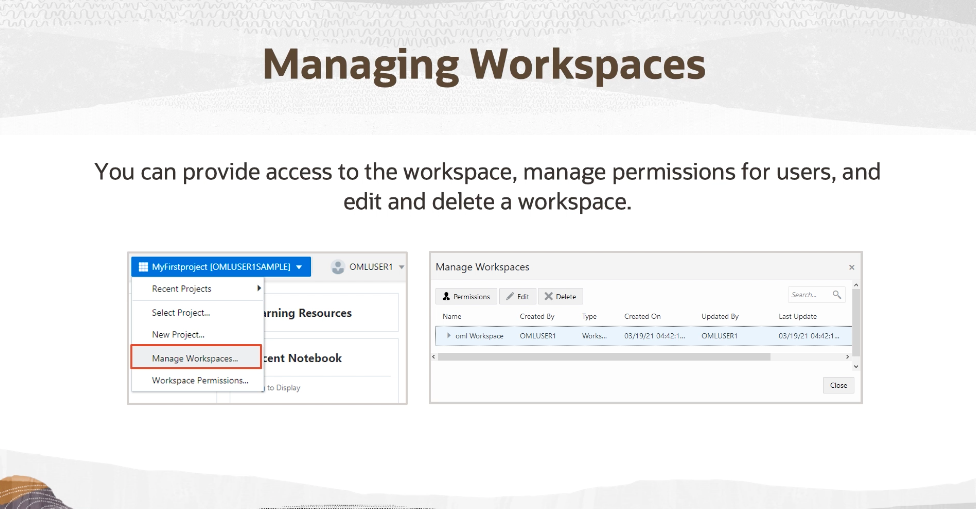 Managing Workspaces
You can provide access to the workspace, manage permissions for users, and
edit and delete a workspace.
MyFirstproject [OMLUSER1SAMPLE]
OMLUSER1
Recent Projects
Select Project...
New Project...
Manage Workspaces...
Workspace Permissions...
arning Resources
cent Notebook
to Display
Manage Workspaces
Permissions Edit Delete Search...
Name Created By Type Created On Updated By Last Update
oml Workspace OMLUSER1 Works... 03/19/21 04:42:1... OMLUSER1 03/19/21 04:42:1...
Close